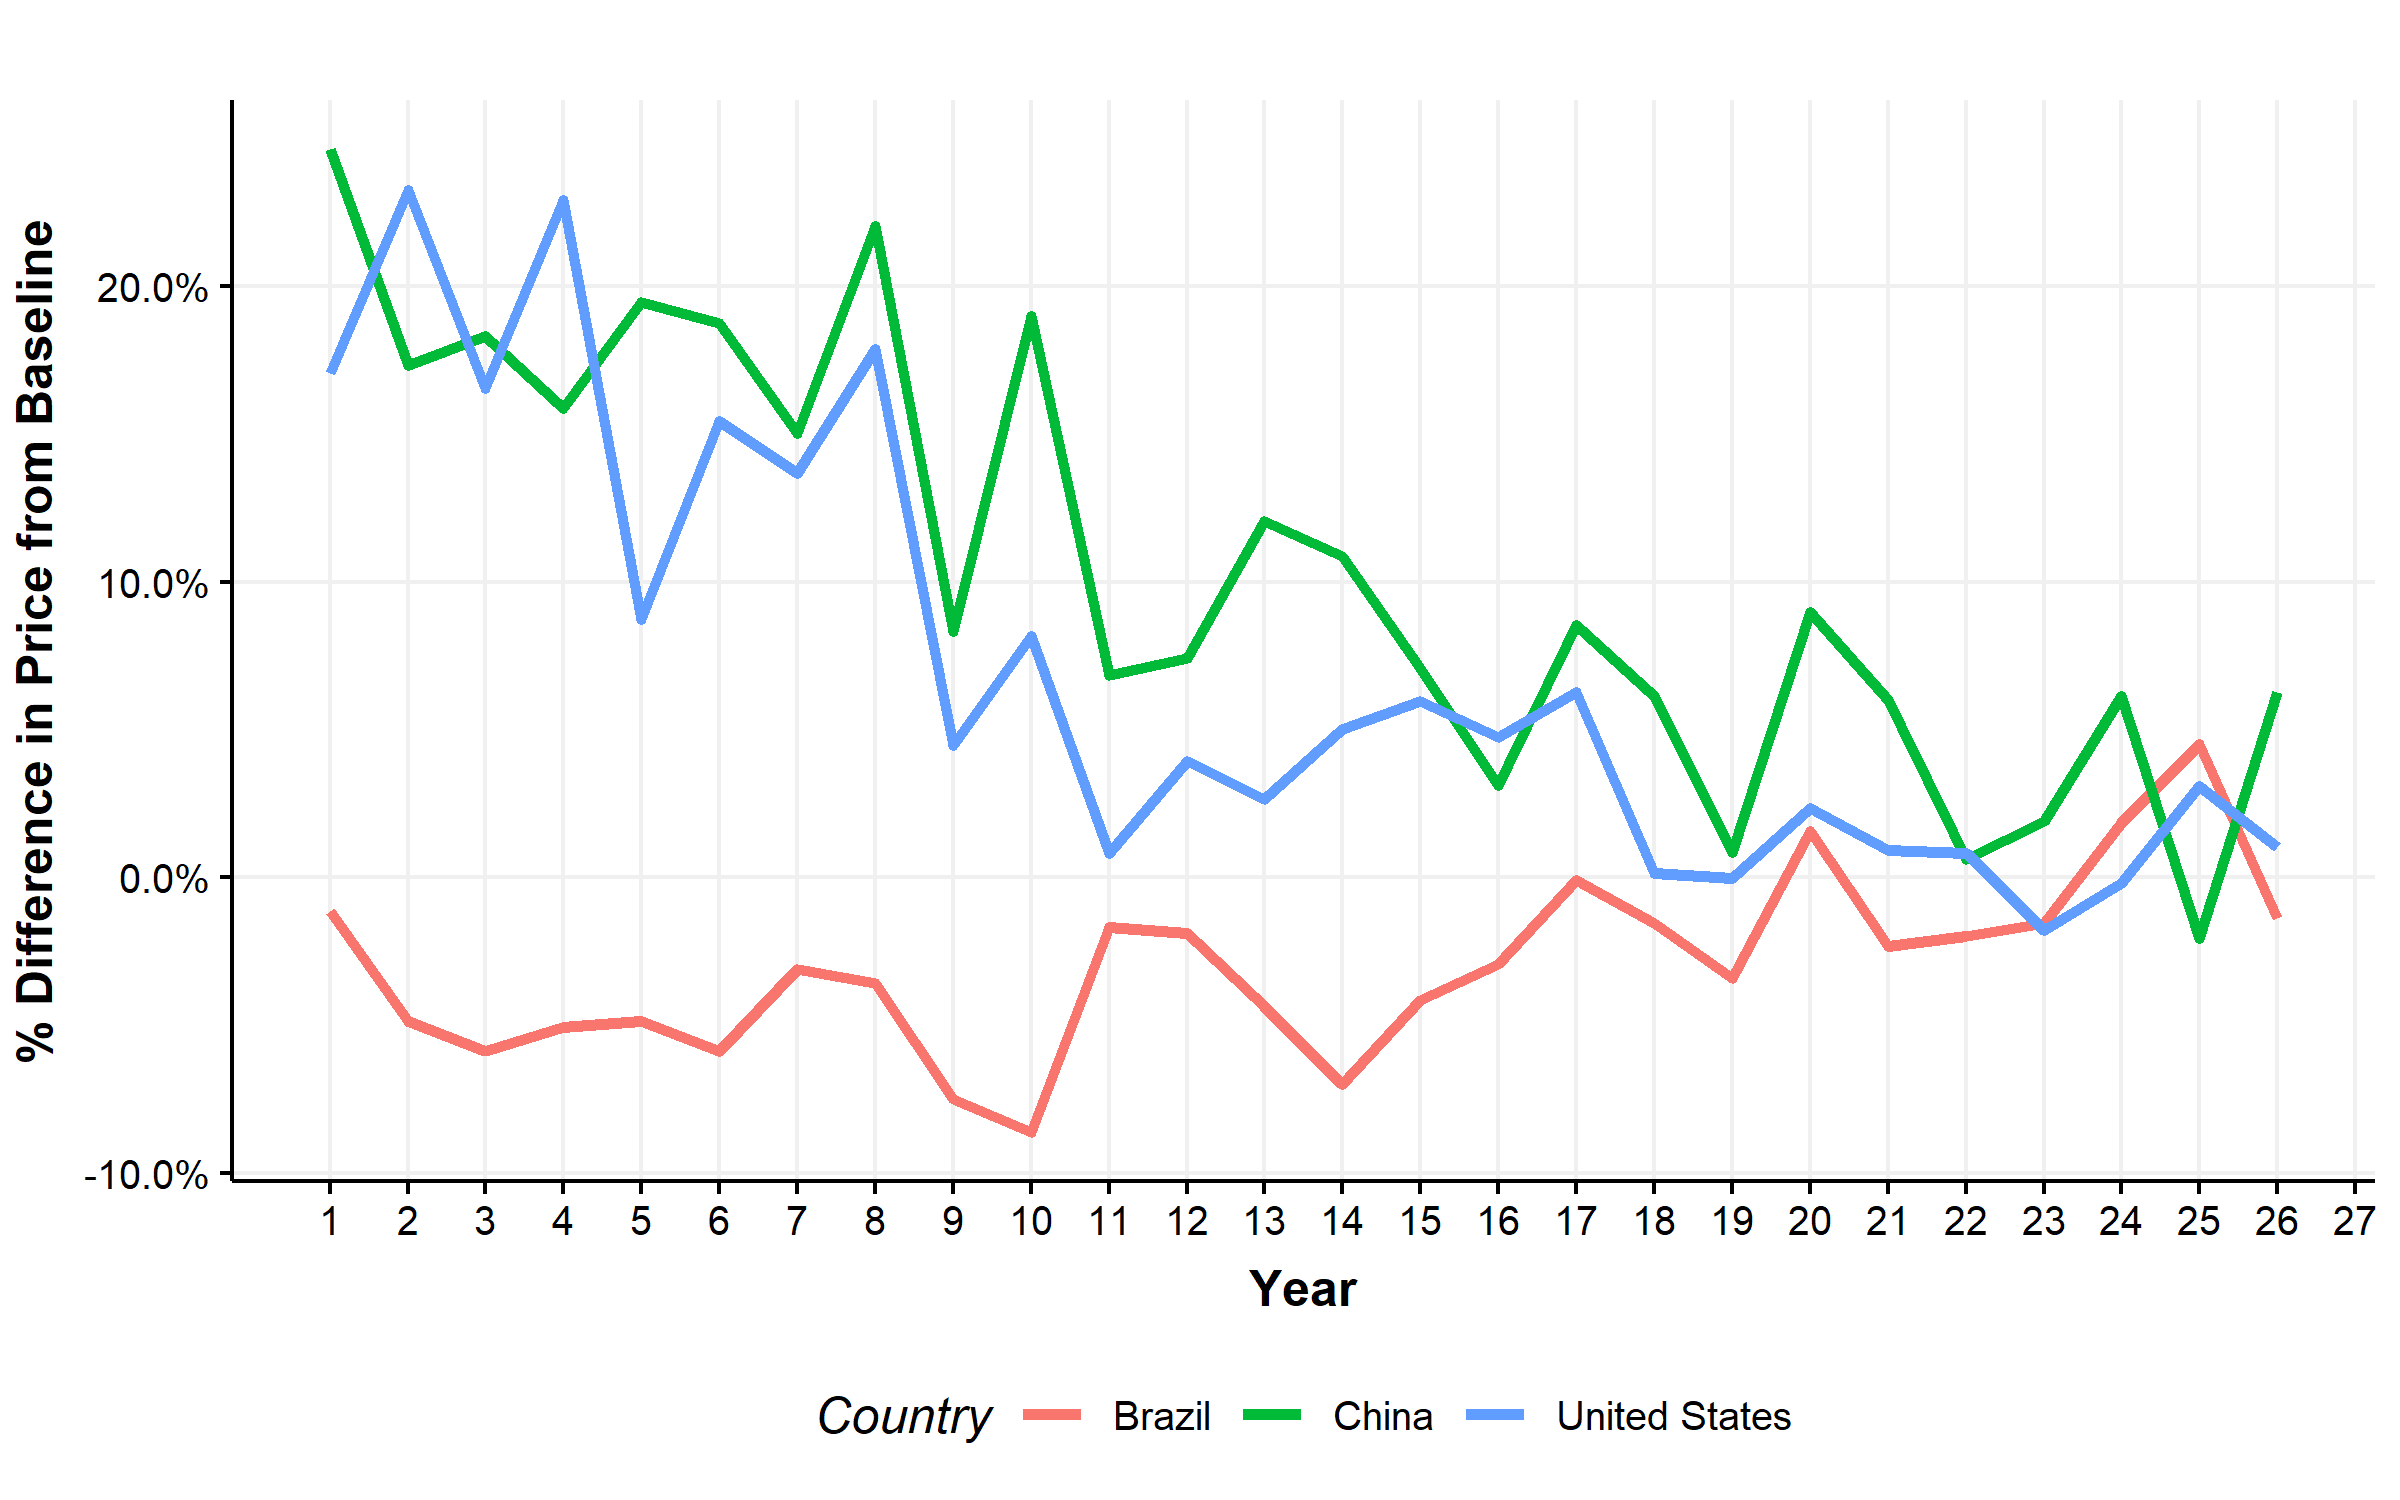 % Difference in Price from Baseline
20.0%
10.0%
0.0%
-10.0%
1 2 3 4 5 6 7 8 9 10 11 12 13 14 15 16 17 18 19 20 21 22 23 24 25 26 27
Year
Country Brazil China United States